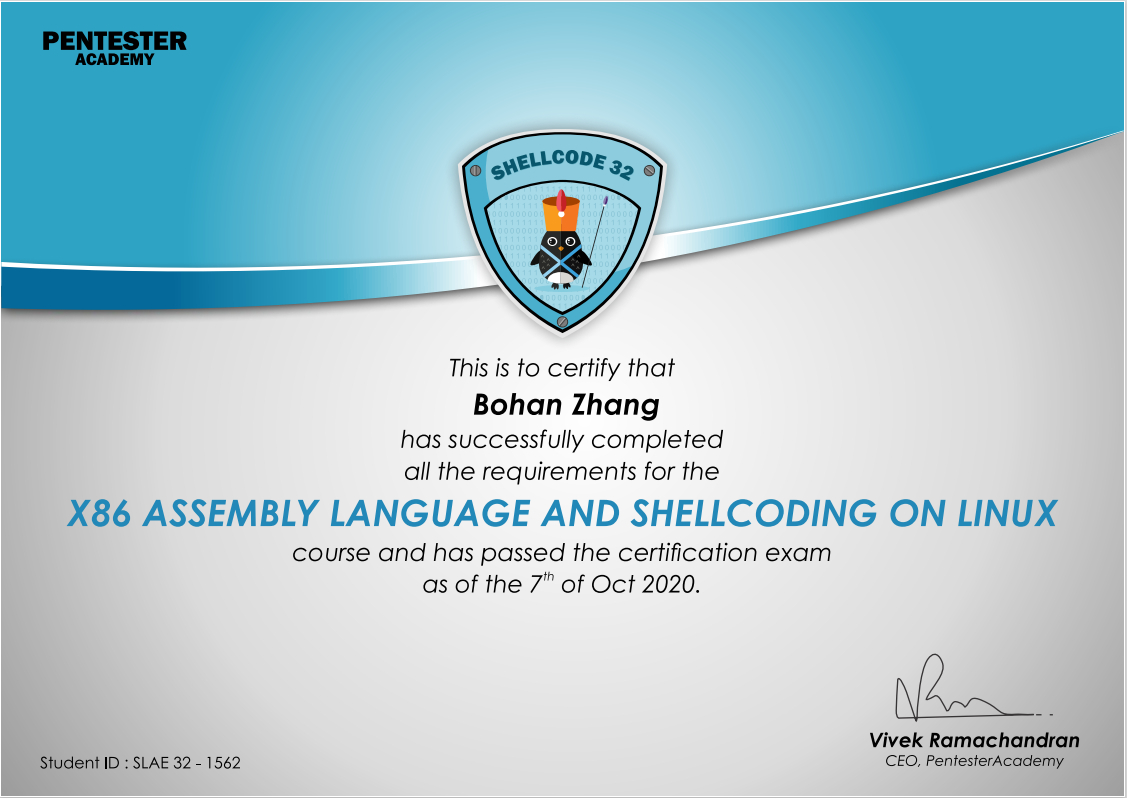 PENTESTER
ACADEMY
SHELLCODE 32
This is to certify that
Bohan Zhang
has successfully completed
all the requirements for the
X86 ASSEMBLY LANGUAGE AND SHELLCODING ON LINUX
course and has passed the certification exam
as of the 7th of Oct 2020.
Vivek Ramachandran
CEO, PentesterAcademy
Student ID : SLAE 32 - 1562